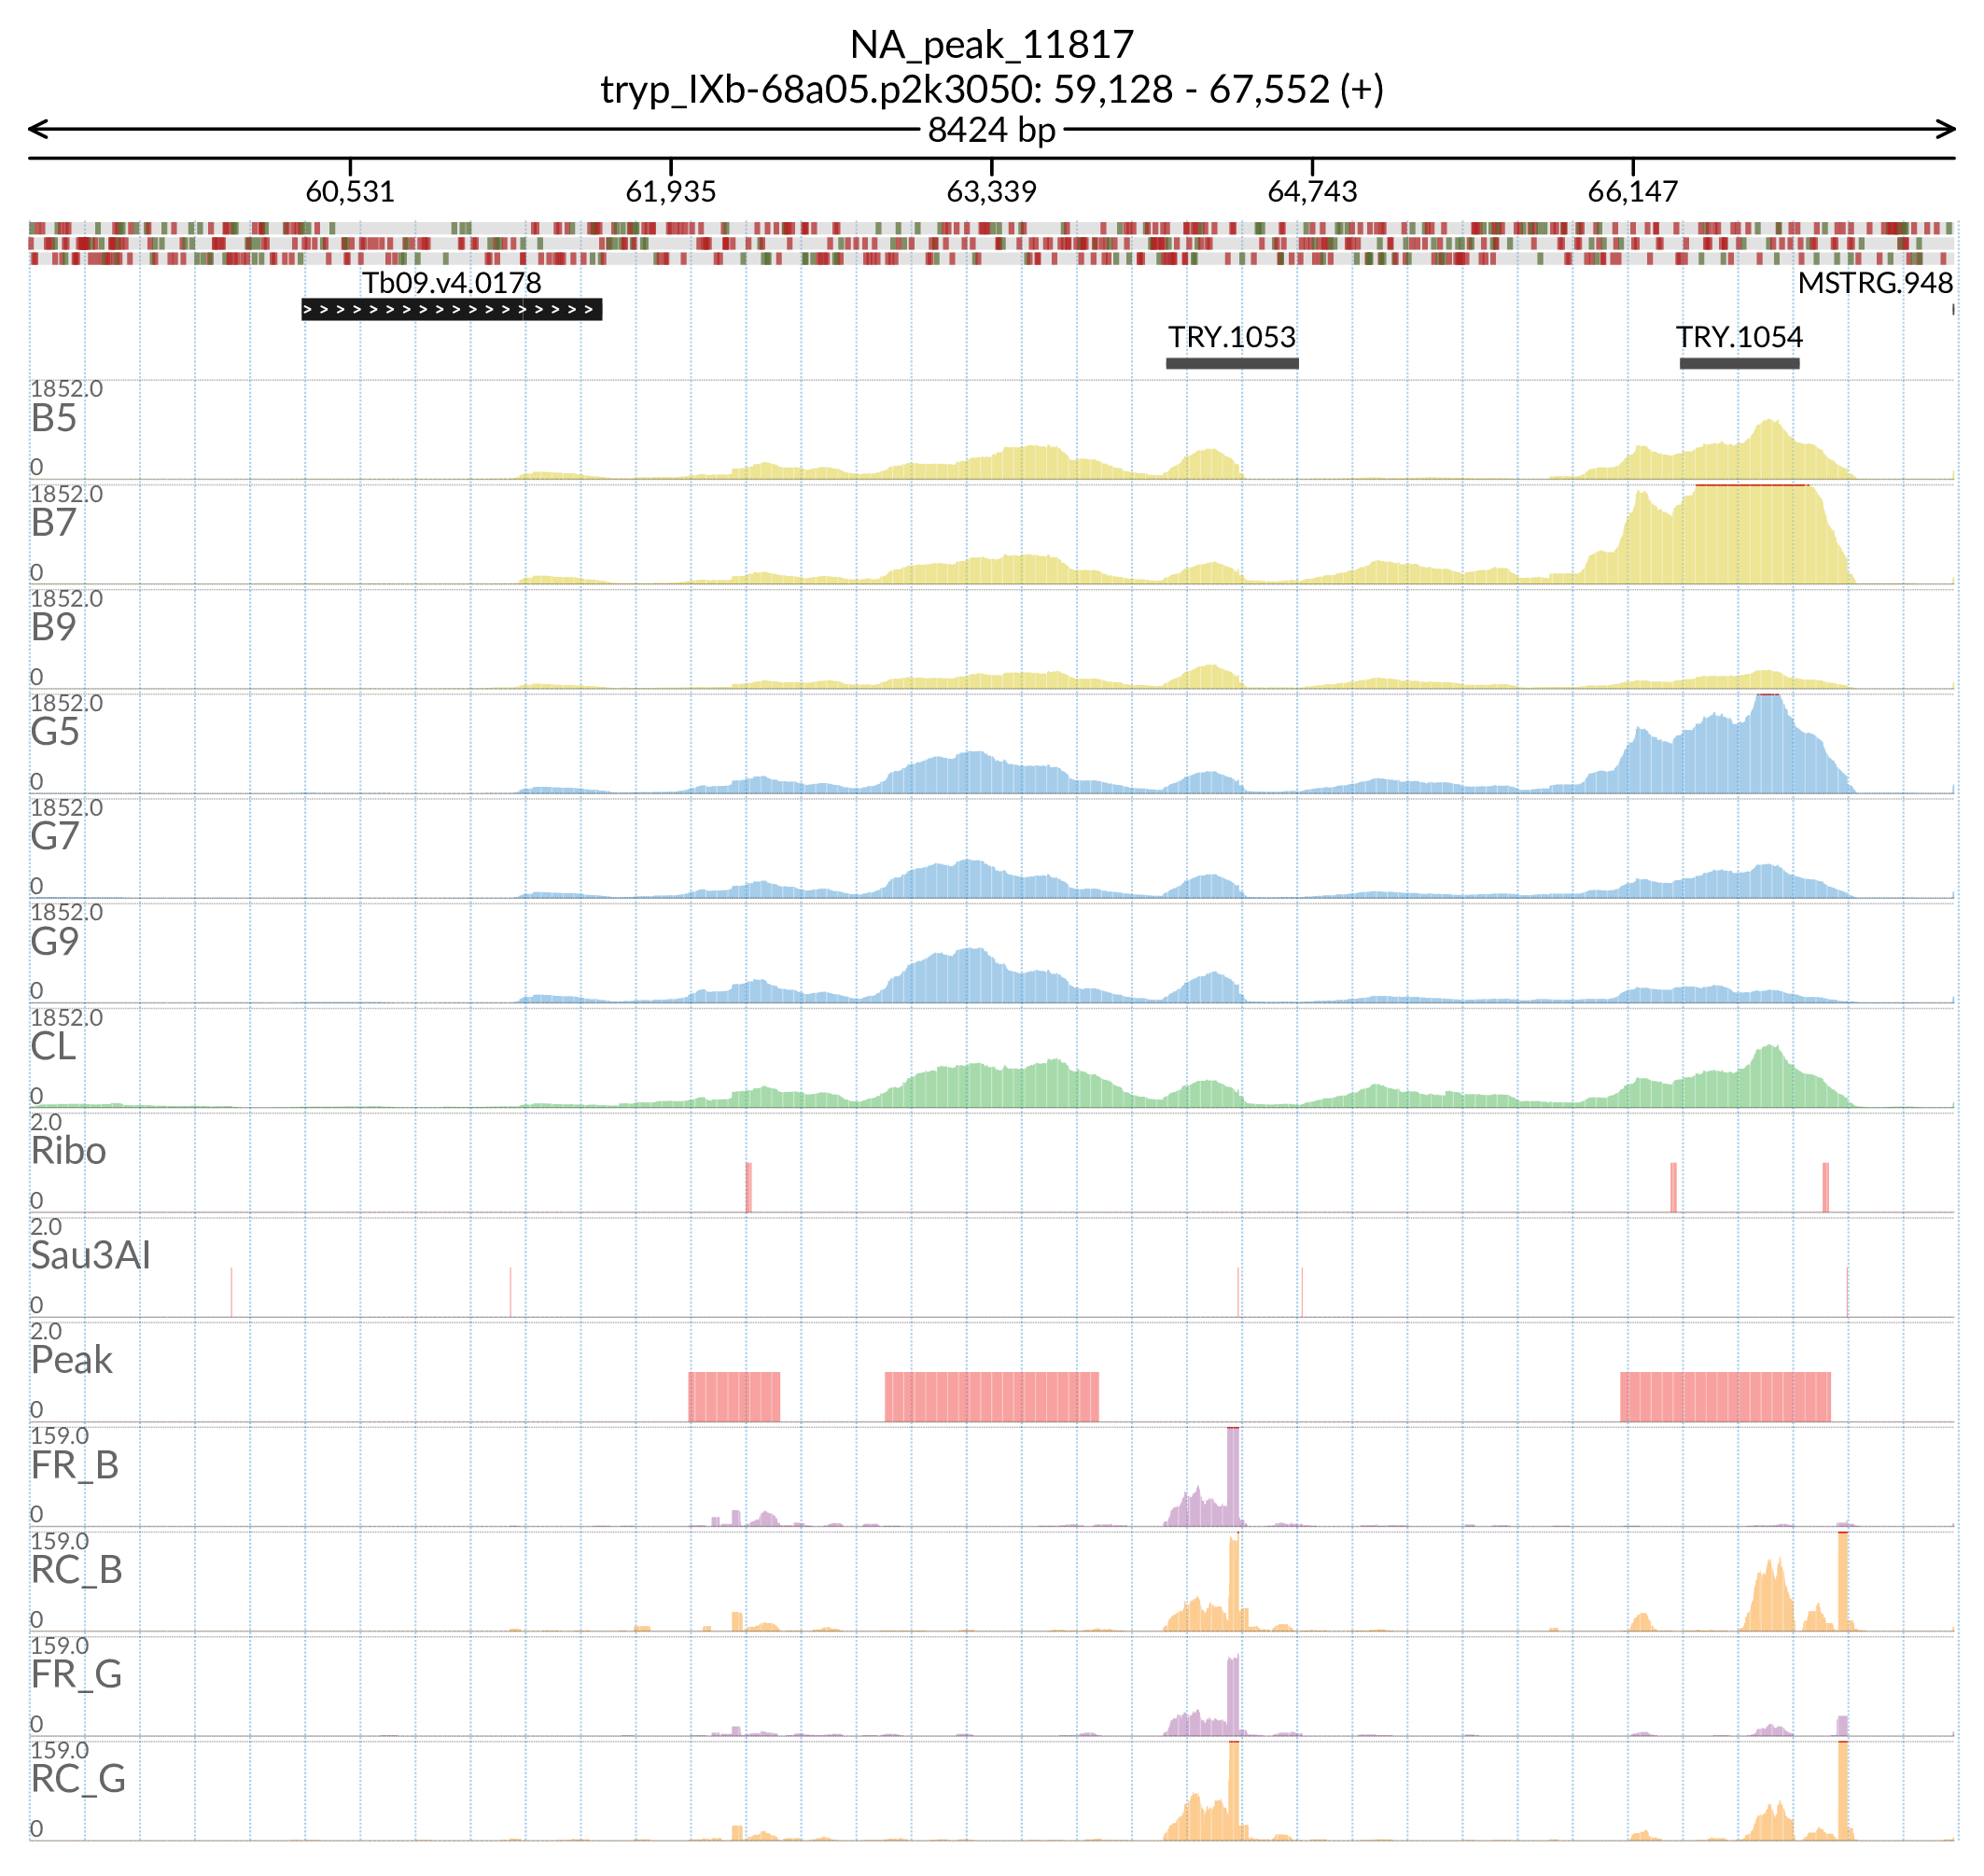 NA_peak_11817
tryp_IXb-68a05.p2k3050: 59,128 - 67,552 (+)
8424 bp
60,531 61,935 63,339 64,743 66,147
Tb09.v4.0178 MSTRG.948
TRY.1053 TRY.1054
1852.0
B5
0
1852.0
B7
0
1852.0
B9
0
1852.0
G5
0
1852.0
G7
0
1852.0
G9
0
1852.0
CL
0
2.0
Ribo
0
2.0
Sau3AI
0
2.0
Peak
0
159.0
FR_B
0
159.0
RC_B
0
159.0
FR_G
0
159.0
RC_G
0